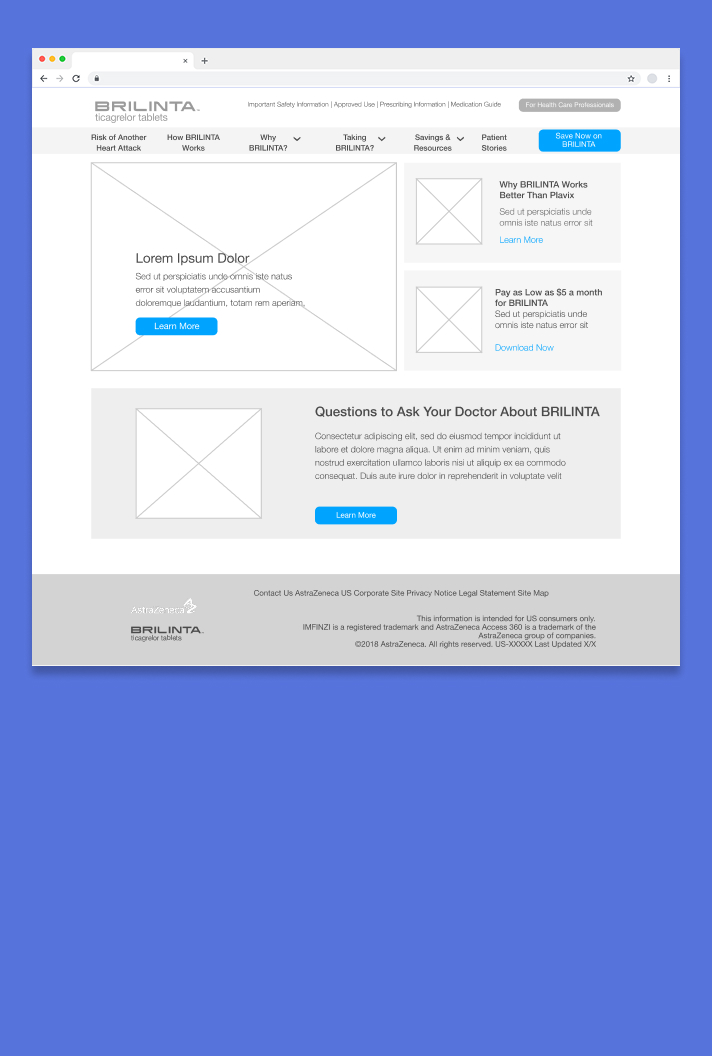 BRILINTA™
ticagrelor tablets
Important Safety Information | Approved Use | Prescribing Information | Medication Guide
For Health Care Professionals
Risk of Another
Heart Attack
How BRILINTA
Works
Why
BRILINTA?
Taking
BRILINTA?
Savings &
Resources
Patient
Stories
Save Now on
BRILINTA
Lorem Ipsum Dolor
Sed ut perspiciatis unde omnis iste natus
error sit voluptatem accusantium
doloremque laudantium, totam rem aperiam,
Learn More
Why BRILINTA Works
Better Than Plavix
Sed ut perspiciatis unde
omnis iste natus error sit
Learn More
Pay as Low as $5 a month
for BRILINTA
Sed ut perspiciatis unde
omnis iste natus error sit
Download Now
Questions to Ask Your Doctor About BRILINTA
Consectetur adipiscing elit, sed do eiusmod tempor incididunt ut
labore et dolore magna aliqua. Ut enim ad minim veniam, quis
nostrud exercitation ullamco laboris nisi ut aliquip ex ea commodo
consequat. Duis aute irure dolor in reprehenderit in voluptate velit
Learn More
Contact Us AstraZeneca US Corporate Site Privacy Notice Legal Statement Site Map
AstraZeneca
BRILINTA™
ticagrelor tablets
This information is intended for US consumers only.
IMFINZI is a registered trademark and AstraZeneca Access 360 is a trademark of the
AstraZeneca group of companies.
©2018 AstraZeneca. All rights reserved. US-XXXXX Last Updated X/X